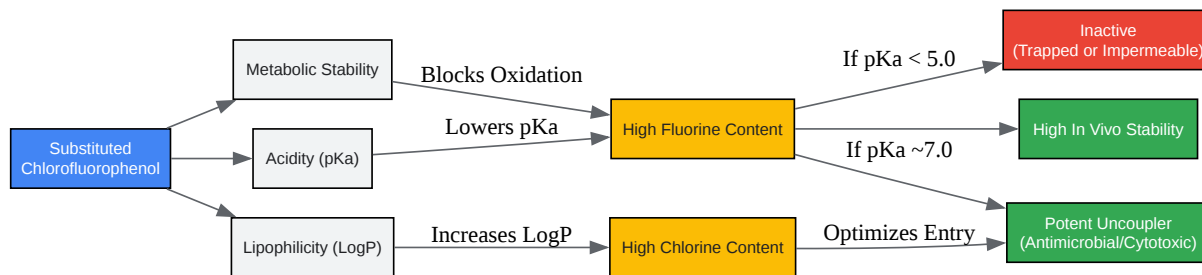 Substituted
Chlorofluorophenol
Metabolic Stability
Acidity (pKa)
Lipophilicity (LogP)
Blocks Oxidation
Lowers pKa
Increases LogP
High Fluorine Content
High Chlorine Content
If pKa < 5.0
If pKa ~7.0
Optimizes Entry
Inactive
(Trapped or Impermeable)
High In Vivo Stability
Potent Uncoupler
(Antimicrobial/Cytotoxic)